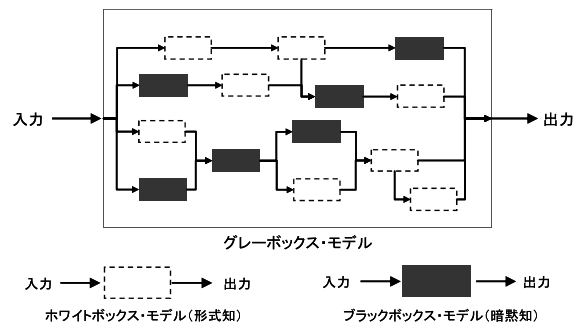 入力
出力
グレーボックス・モデル
入力
出力
ホワイトボックス・モデル(形式知)
入力
出力
ブラックボックス・モデル(暗黙知)